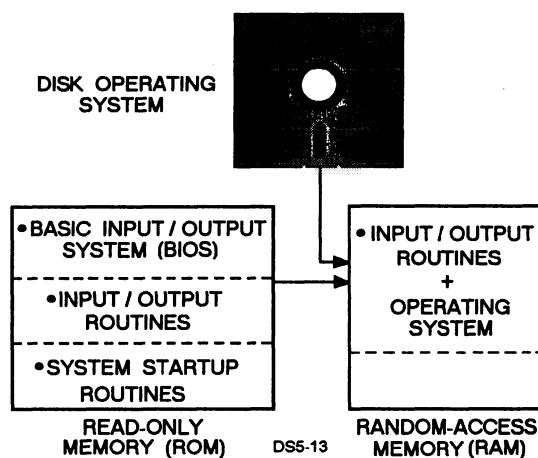 DISK OPERATING
SYSTEM
• BASIC INPUT / OUTPUT
SYSTEM (BIOS)
• INPUT / OUTPUT
ROUTINES
• SYSTEM STARTUP
ROUTINES
READ-ONLY
MEMORY (ROM)
DS5-13
• INPUT / OUTPUT
ROUTINES
+
OPERATING
SYSTEM
RANDOM-ACCESS
MEMORY (RAM)